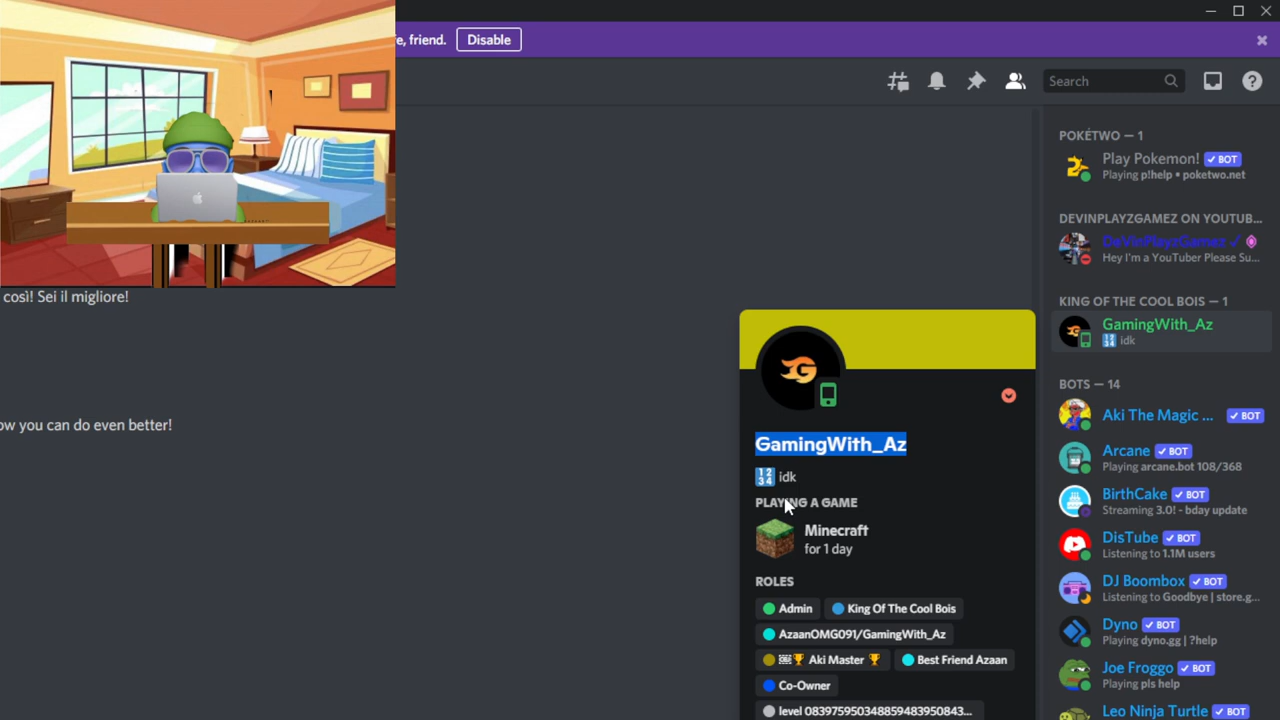 e, friend.
Disable
Search
così! Sei il migliore!
ow you can do even better!
GamingWith_Az
idk
PLAYING A GAME
Minecraft
for 1 day
ROLES
Admin
King Of The Cool Bois
AzaanOMG091/GamingWith_Az
Aki Master
Best Friend Azaan
Co-Owner
level 083975950348859483950843...
POKÉTWO — 1
Play Pokemon! ✓ BOT
Playing p!help • poketwo.net
DEVINPLAYZGAMEZ ON YOUTUB...
DeVinPlayzGamez
Hey I'm a YouTuber Please Su...
KING OF THE COOL BOIS — 1
GamingWith_Az
idk
BOTS — 14
Aki The Magic ... ✓ BOT
Arcane ✓ BOT
Playing arcane.bot 108/368
BirthCake ✓ BOT
Streaming 3.0! - bday update
DisTube ✓ BOT
Listening to 1.1M users
DJ Boombox ✓ BOT
Listening to Goodbye | store.g...
Dyno ✓ BOT
Playing dyno.gg | ?help
Joe Froggo ✓ BOT
Playing pls help
Leo Ninja Turtle ✓ BOT